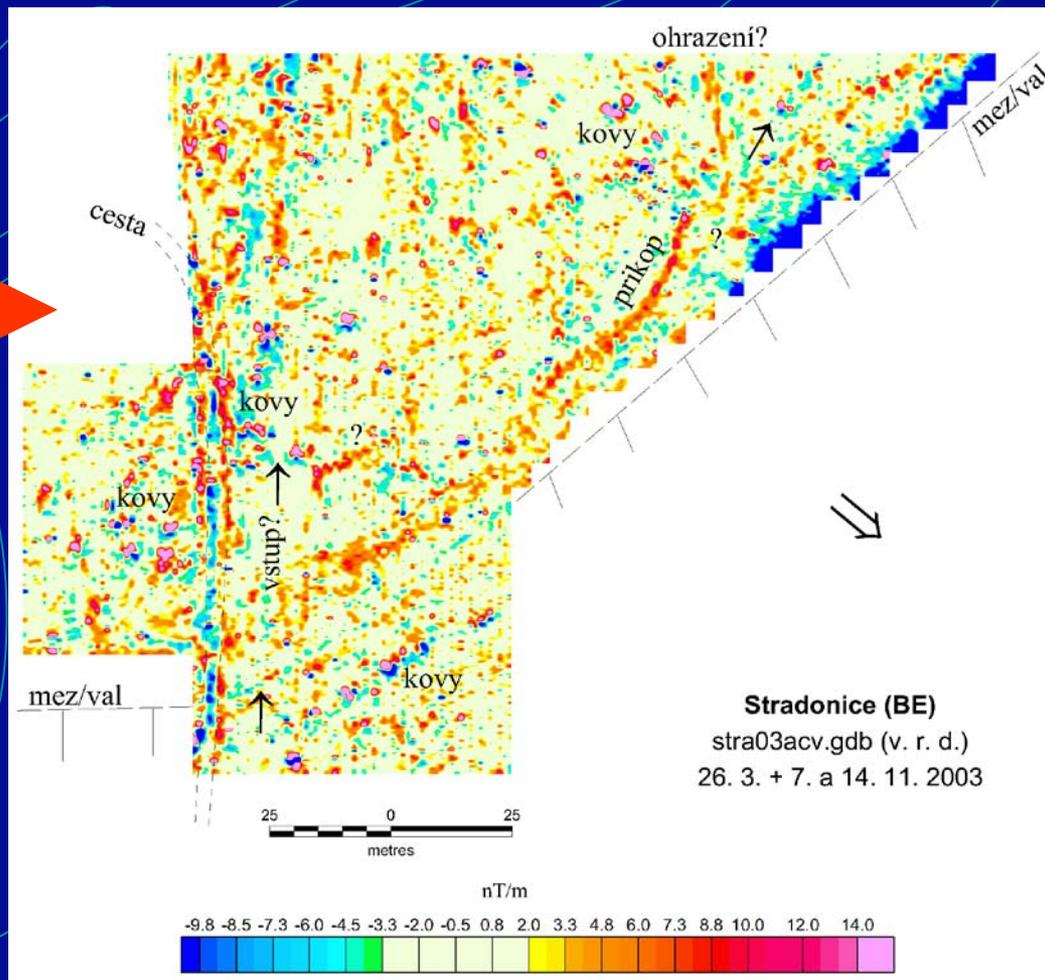 ohrazení?
mez/val
kovy
cesta
?
prikop
kovy
?
kovy
vstup?
kovy
mez/val
Stradonice (BE)
stra03acv.gdb (v. r. d.)
26. 3. + 7. a 14. 11. 2003
25 0 25
metres
nT/m
-9.8 -8.5 -7.3 -6.0 -4.5 -3.3 -2.0 -0.5 0.8 2.0 3.3 4.8 6.0 7.3 8.8 10.0 12.0 14.0